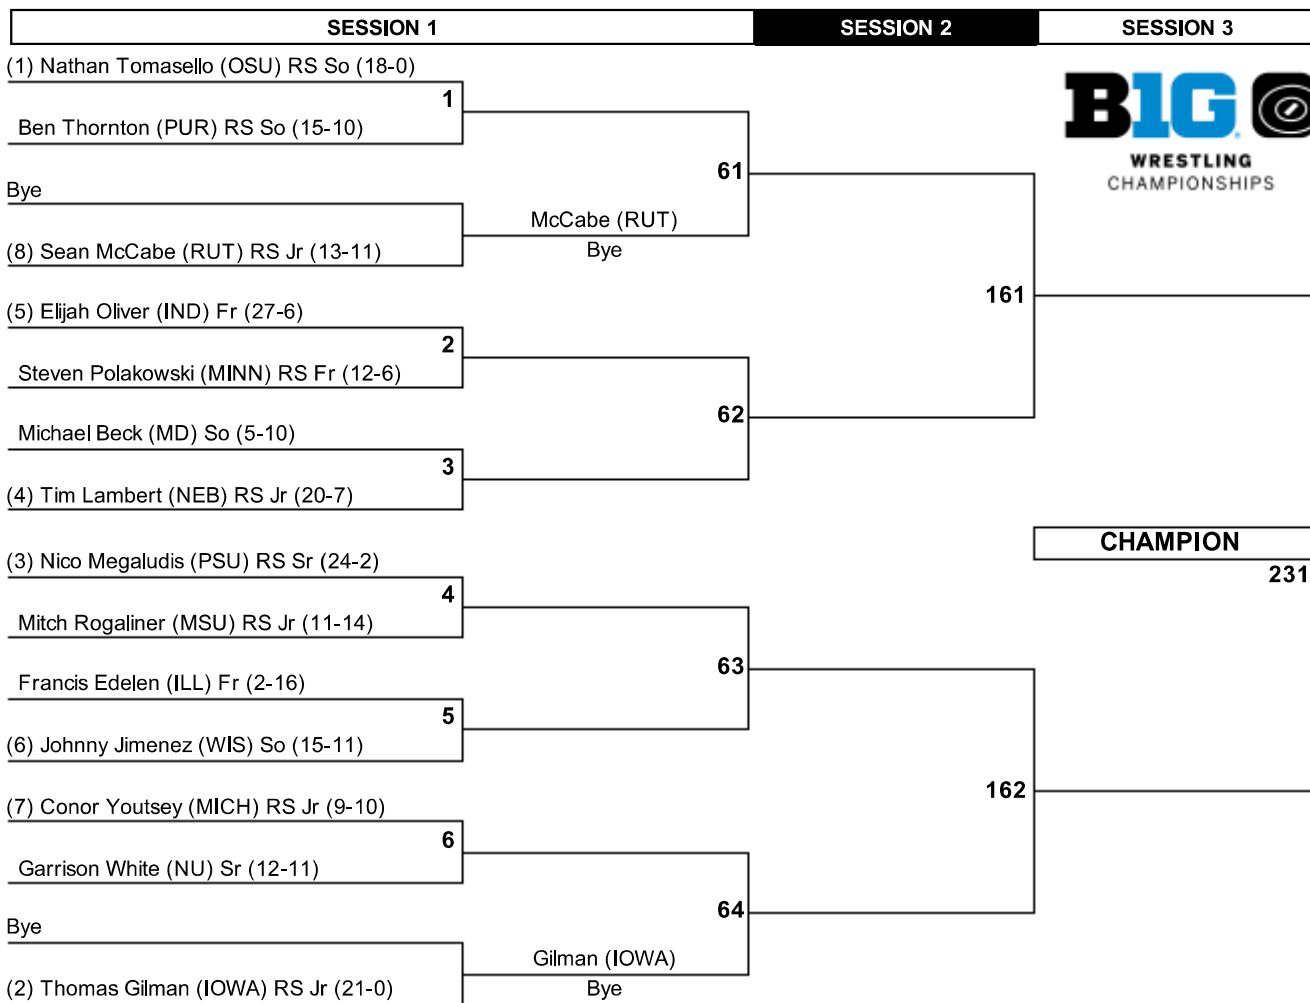 SESSION 1
SESSION 2
SESSION 3
(1) Nathan Tomasello (OSU) RS So (18-0)
1
Ben Thornton (PUR) RS So (15-10)
61
Bye
McCabe (RUT)
(8) Sean McCabe (RUT) RS Jr (13-11)
Bye
B1G
WRESTLING
CHAMPIONSHIPS
(5) Elijah Oliver (IND) Fr (27-6)
161
2
Steven Polakowski (MINN) RS Fr (12-6)
62
Michael Beck (MD) So (5-10)
3
(4) Tim Lambert (NEB) RS Jr (20-7)
CHAMPION
231
(3) Nico Megaludis (PSU) RS Sr (24-2)
4
Mitch Rogaliner (MSU) RS Jr (11-14)
63
Francis Edelen (ILL) Fr (2-16)
5
(6) Johnny Jimenez (WIS) So (15-11)
162
(7) Conor Youtsey (MICH) RS Jr (9-10)
6
Garrison White (NU) Sr (12-11)
64
Bye
Gilman (IOWA)
(2) Thomas Gilman (IOWA) RS Jr (21-0)
Bye